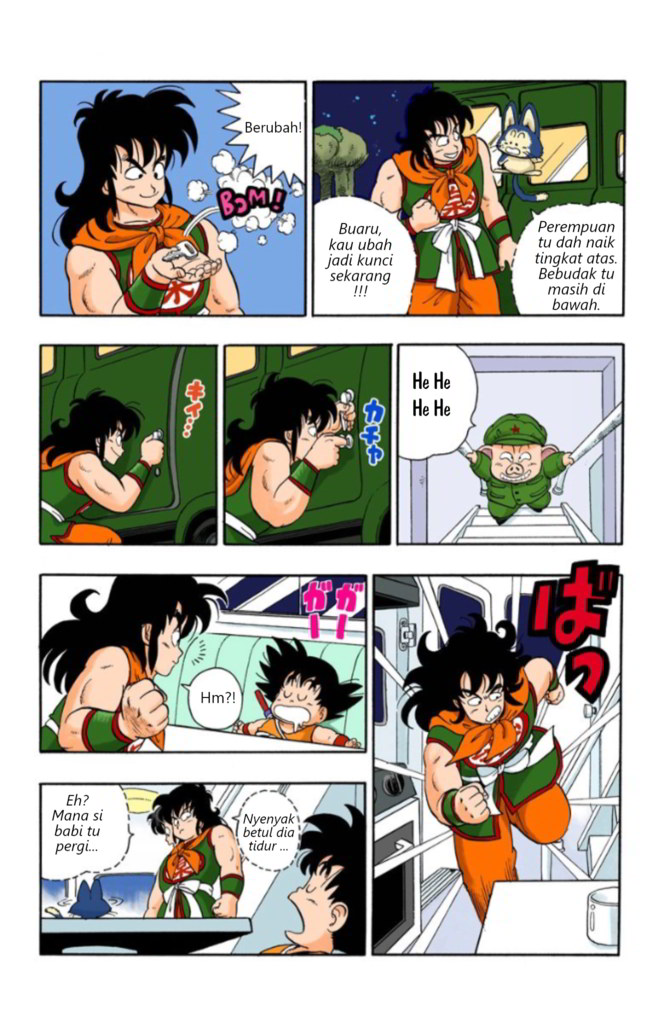 Perempuan
tu dah naik
tingkat atas.
Bebudak tu
masih di
bawah.
Buaru,
kau ubah
jadi kunci
sekarang
!!!
Berubah!
BOM!
He He
He He
カチャ
キイ…
ばっ
ガーガー
Hm?!
Nyenyak
betul dia
tidur ...
Eh?
Mana si
babi tu
pergi...